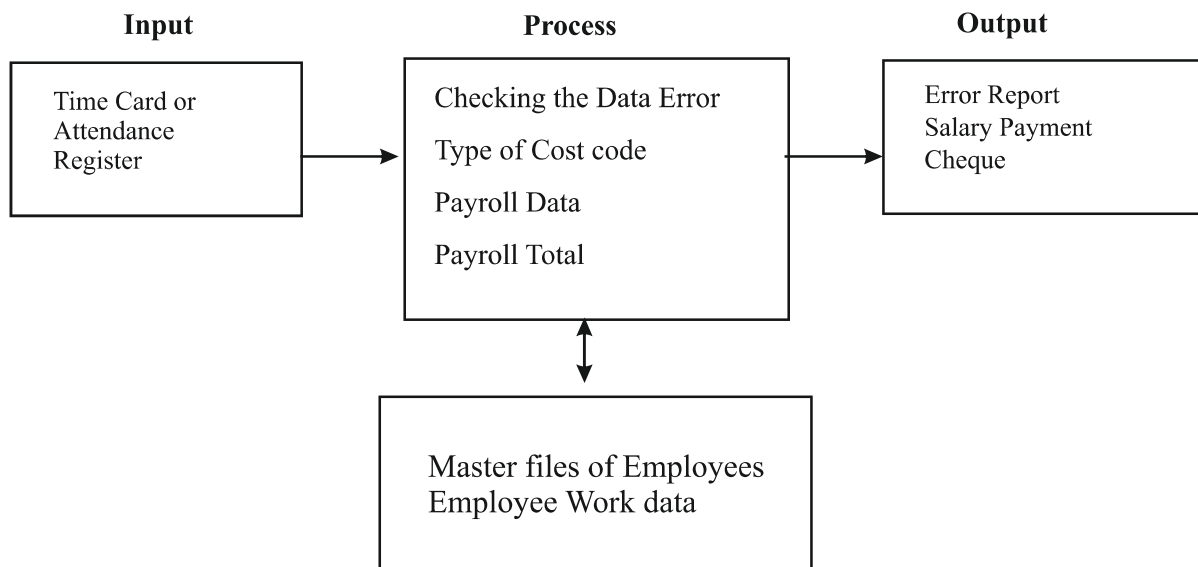 Input
Process
Output
Time Card or
Attendance
Register
Checking the Data Error
Type of Cost code
Payroll Data
Payroll Total
Error Report
Salary Payment
Cheque
Master files of Employees
Employee Work data